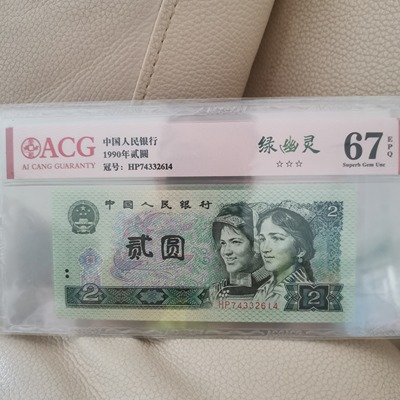 ACG
AI CANG GUARANTY
中国人民银行
1990年贰圆
冠号：HP74332614
绿幽灵
☆☆☆
67
EPQ
Superb Gem Unc
中国人民银行
2
贰圆
2
HP74332614
2